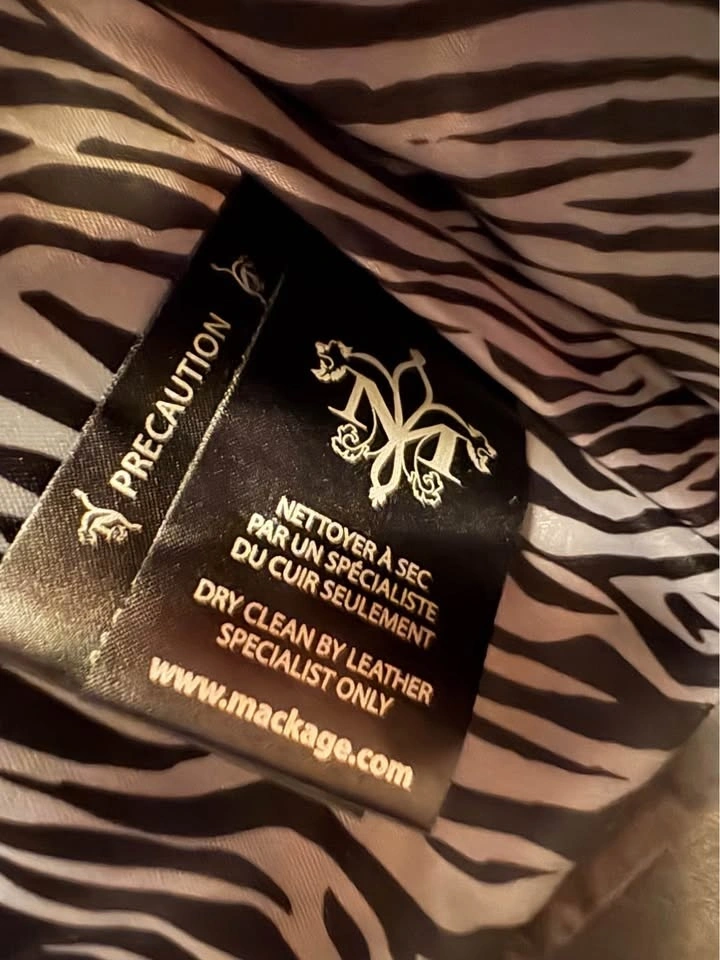 PRECAUTION
M
NETTOYER À SEC
PAR UN SPÉCIALISTE
DU CUIR SEULEMENT
DRY CLEAN BY LEATHER
SPECIALIST ONLY
www.mackage.com